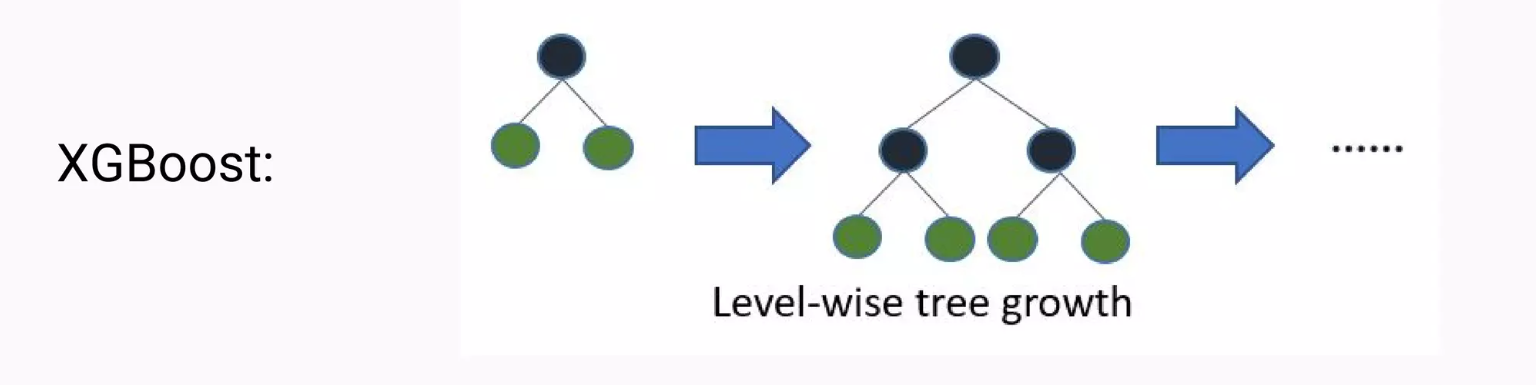 XGBoost:
......
Level-wise tree growth